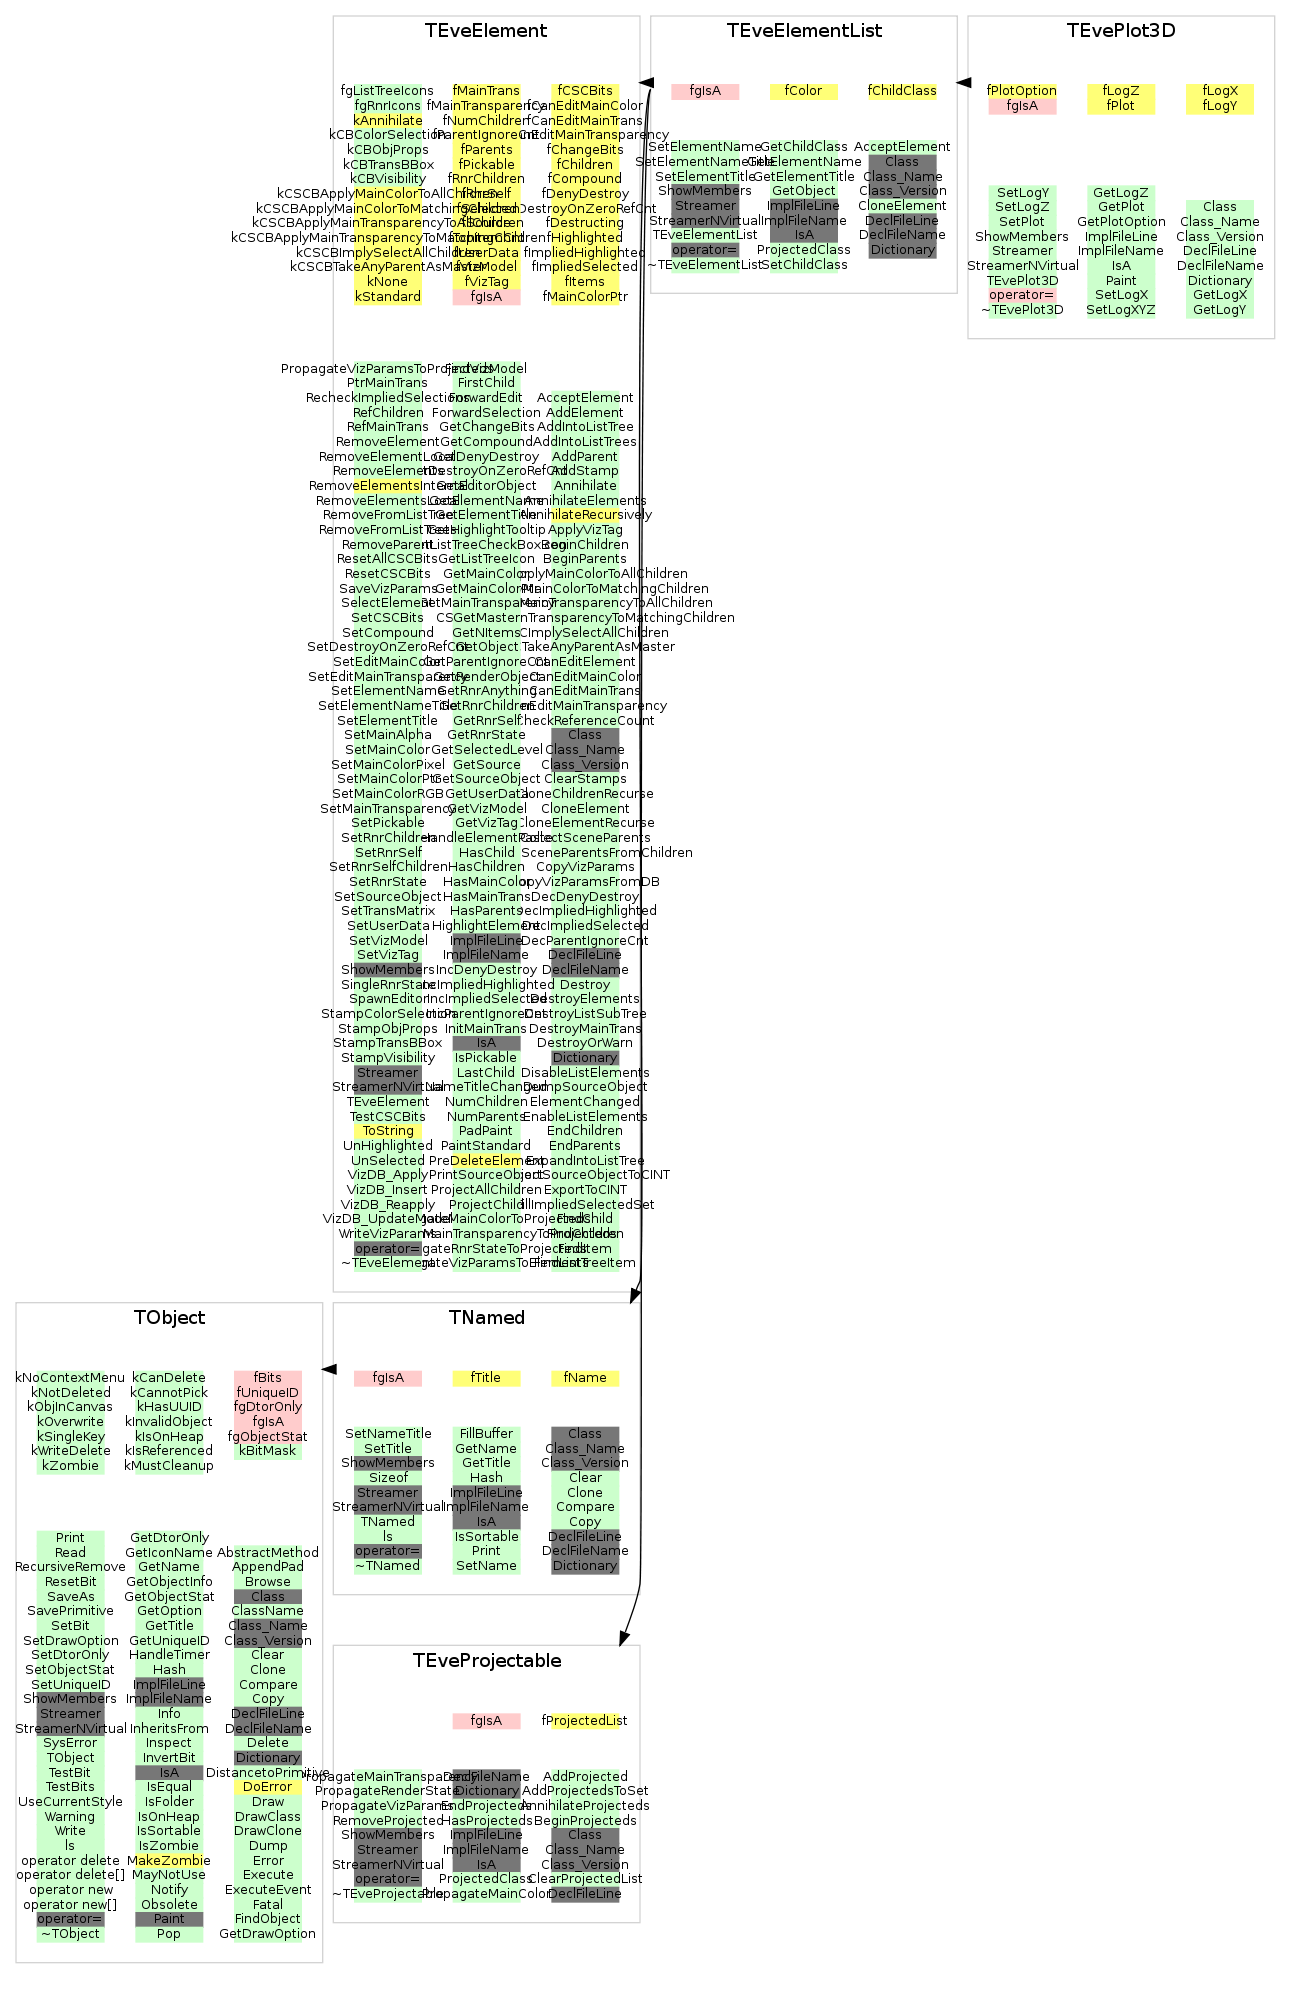 TEveElement
fgListTreeIcons fMainTrans fCSCBits
fgRnrIcons fMainTransparency fCanEditMainColor
kAnnihilate fNumChildren fCanEditMainTrans
kCBColorSelection fParentIgnoreCnt
kCBObjProps fParents fChangeBits
kCBTransBBox fPickable fChildren
kCBVisibility fRnrChildren fCompound
kCSCBApplyMainColorToAllChildren fRnrSelf fDenyDestroy
kCSCBApplyMainColorToMatchingChildren fDestroyOnZeroRefCnt
kCSCBApplyMainTransparencyToAllChildren fSource fDestructing
kCSCBApplyMainTransparencyToMatchingChildren fHighlighted
kCSCBImplySelectAllChildren fUserData fImpliedHighlighted
kCSCBTakeAnyParentAsMaster fVizModel fImpliedSelected
kNone fVizTag fItems
kStandard fgIsA fMainColorPtr
PropagateVizParamsToProjecteds FindVizModel
PtrMainTrans FirstChild
RecheckImpliedSelections ForwardEdit AcceptElement
RefChildren ForwardSelection AddElement
RefMainTrans GetChangeBits AddIntoListTree
RemoveElement GetCompound AddIntoListTrees
RemoveElementLocal GetDenyDestroy AddParent
RemoveElements AddStamp
RemoveElementsInternal GetEditorObject Annihilate
RemoveElementsLocal GetElementName AnnihilateElements
RemoveFromListTree GetElementTitle AnnihilateRecursively
RemoveFromListTrees GetHighlightTooltip ApplyVizTag
RemoveParent BeginChildren
ResetAllCSCBits GetListTreeIcon BeginParents
ResetCSCBits GetMainColor
SaveVizParams GetMainColorPtr
SelectElement GetMainTransparency
SetCSCBits GetMaster
SetCompound GetNItems
SetDestroyOnZeroRefCnt GetObject
SetEditMainColor GetParentIgnoreCnt CanEditElement
SetEditMainTransparency GetRenderObject CanEditMainColor
SetElementName GetRnrAnything CanEditMainTrans
SetElementNameTitle GetRnrChildren
SetElementTitle GetRnrSelf CheckReferenceCount
SetMainAlpha GetRnrState Class
SetMainColor GetSelectedLevel Class_Name
SetMainColorPixel GetSource Class_Version
SetMainColorPtr GetSourceObject ClearStamps
SetMainColorRGB GetUserData CloneChildrenRecurse
SetMainTransparency GetVizModel CloneElement
SetPickable GetVizTag CloneElementRecurse
SetRnrChildren HandleElementPaste CollectSceneParents
SetRnrSelf HasChild
SetRnrSelfChildren HasChildren CopyVizParams
SetRnrState HasMainColor
SetSourceObject HasMainTrans DecDenyDestroy
SetTransMatrix HasParents DecImpliedHighlighted
SetUserData HighlightElement DecImpliedSelected
SetVizModel ImplFileLine DecParentIgnoreCnt
SetVizTag ImplFileName DeclFileLine
ShowMembers IncDenyDestroy DeclFileName
SingleRnrState IncImpliedHighlighted Destroy
SpawnEditor IncImpliedSelected DestroyElements
StampColorSelection IncParentIgnoreCnt DestroyListSubTree
StampObjProps InitMainTrans DestroyMainTrans
StampTransBBox IsA DestroyOrWarn
StampVisibility IsPickable Dictionary
Streamer LastChild DisableListElements
StreamerNVirtual NameTitleChanged DumpSourceObject
TEveElement NumChildren ElementChanged
TestCSCBits NumParents EnableListElements
ToString PadPaint EndChildren
UnHighlighted PaintStandard EndParents
UnSelected PreDeleteElement ExpandIntoListTree
VizDB_Apply PrintSourceObject
VizDB_Insert ProjectAllChildren ExportToCINT
VizDB_Reapply ProjectChild
VizDB_UpdateModel FindChild
WriteVizParams FindChildren
operator= FindItem
~TEveElement FindListTreeItem
TEveElementList
fgIsA fColor fChildClass
SetElementName GetChildClass AcceptElement
SetElementNameTitle GetElementName Class
SetElementTitle GetElementTitle Class_Name
ShowMembers GetObject Class_Version
Streamer ImplFileLine CloneElement
StreamerNVirtual ImplFileName DeclFileLine
TEveElementList IsA DeclFileName
operator= ProjectedClass Dictionary
~TEveElementList SetChildClass
TEvePlot3D
fPlotOption fLogZ fLogX
fgIsA fPlot fLogY
SetLogY GetLogZ
SetLogZ GetPlot Class
SetPlot GetPlotOption Class_Name
ShowMembers ImplFileLine Class_Version
Streamer ImplFileName DeclFileLine
StreamerNVirtual IsA DeclFileName
TEvePlot3D Paint Dictionary
operator= SetLogX GetLogX
~TEvePlot3D SetLogXYZ GetLogY
TObject
kNoContextMenu kCanDelete fBits
kNotDeleted kCannotPick fUniqueID
kObjInCanvas kHasUUID fgDtorOnly
kOverwrite kInvalidObject fgIsA
kSingleKey kIsOnHeap fgObjectStat
kWriteDelete kIsReferenced kBitMask
kZombie kMustCleanup
Print GetDtorOnly
Read GetIconName AbstractMethod
RecursiveRemove GetName AppendPad
ResetBit GetObjectInfo Browse
SaveAs GetObjectStat Class
SavePrimitive GetOption ClassName
SetBit GetTitle Class_Name
SetDrawOption GetUniqueID Class_Version
SetDtorOnly HandleTimer Clear
SetObjectStat Hash Clone
SetUniqueID ImplFileLine Compare
ShowMembers ImplFileName Copy
Streamer Info DeclFileLine
StreamerNVirtual InheritsFrom DeclFileName
SysError Inspect Delete
TObject InvertBit Dictionary
TestBit IsA DistancetoPrimitive
TestBits IsEqual DoError
UseCurrentStyle IsFolder Draw
Warning IsOnHeap DrawClass
Write IsSortable DrawClone
ls IsZombie Dump
operator delete MakeZombie Error
operator delete[] MayNotUse Execute
operator new Notify ExecuteEvent
operator new[] Obsolete Fatal
operator= Paint FindObject
~TObject Pop GetDrawOption
TNamed
fgIsA fTitle fName
SetNameTitle FillBuffer Class
SetTitle GetName Class_Name
ShowMembers GetTitle Class_Version
Sizeof Hash Clear
Streamer ImplFileLine Clone
StreamerNVirtual ImplFileName Compare
TNamed IsA Copy
ls IsSortable DeclFileLine
operator= Print DeclFileName
~TNamed SetName Dictionary
TEveProjectable
fgIsA fProjectedList
PropagateMainTransparency DeclFileName AddProjected
PropagateRenderState Dictionary AddProjectedsToSet
PropagateVizParams EndProjecteds AnnihilateProjecteds
RemoveProjected HasProjecteds BeginProjecteds
ShowMembers ImplFileLine Class
Streamer ImplFileName Class_Name
StreamerNVirtual IsA Class_Version
operator= ProjectedClass ClearProjectedList
~TEveProjectable PropagateMainColor DeclFileLine